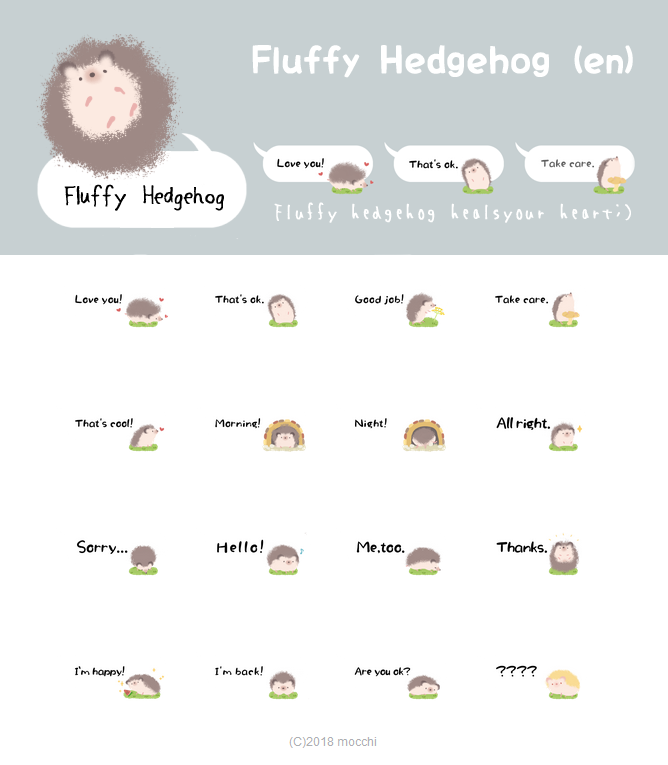 Fluffy Hedgehog (en)
Fluffy Hedgehog
Love you!
That's ok.
Take care.
Fluffy hedgehog healsyour heart;)
Love you!
That's ok.
Good job!
Take care.
That's cool!
Morning!
Night!
All right.
Sorry...
Hello!
Me,too.
Thanks.
I'm happy!
I'm back!
Are you ok?
????
(C)2018 mocchi